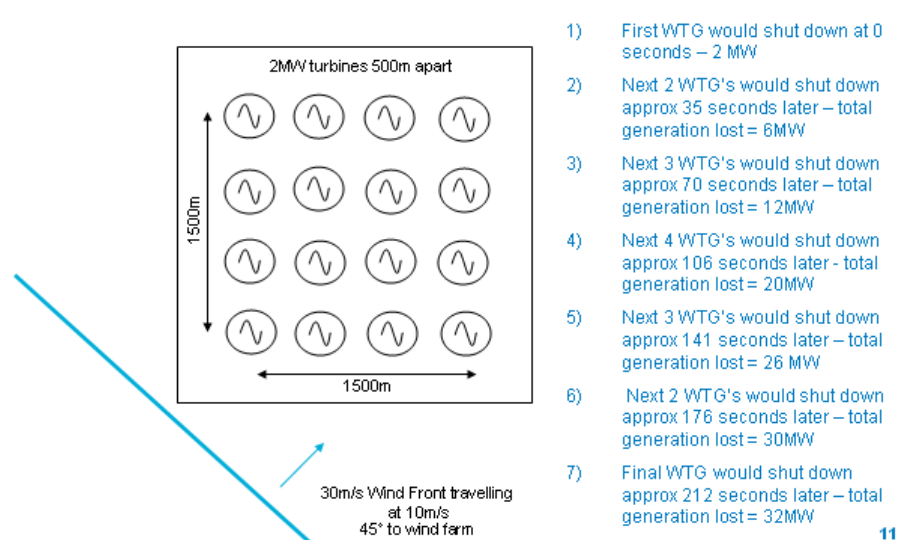 2MW turbines 500m apart
1500m
1500m
30m/s Wind Front travelling
at 10m/s
45° to wind farm
1) First WTG would shut down at 0
seconds – 2 MW
2) Next 2 WTG's would shut down
approx 35 seconds later – total
generation lost = 6MW
3) Next 3 WTG's would shut down
approx 70 seconds later – total
generation lost = 12MW
4) Next 4 WTG's would shut down
approx 106 seconds later - total
generation lost = 20MW
5) Next 3 WTG's would shut down
approx 141 seconds later – total
generation lost = 26 MW
6) Next 2 WTG's would shut down
approx 176 seconds later – total
generation lost = 30MW
7) Final WTG would shut down
approx 212 seconds later – total
generation lost = 32MW
11